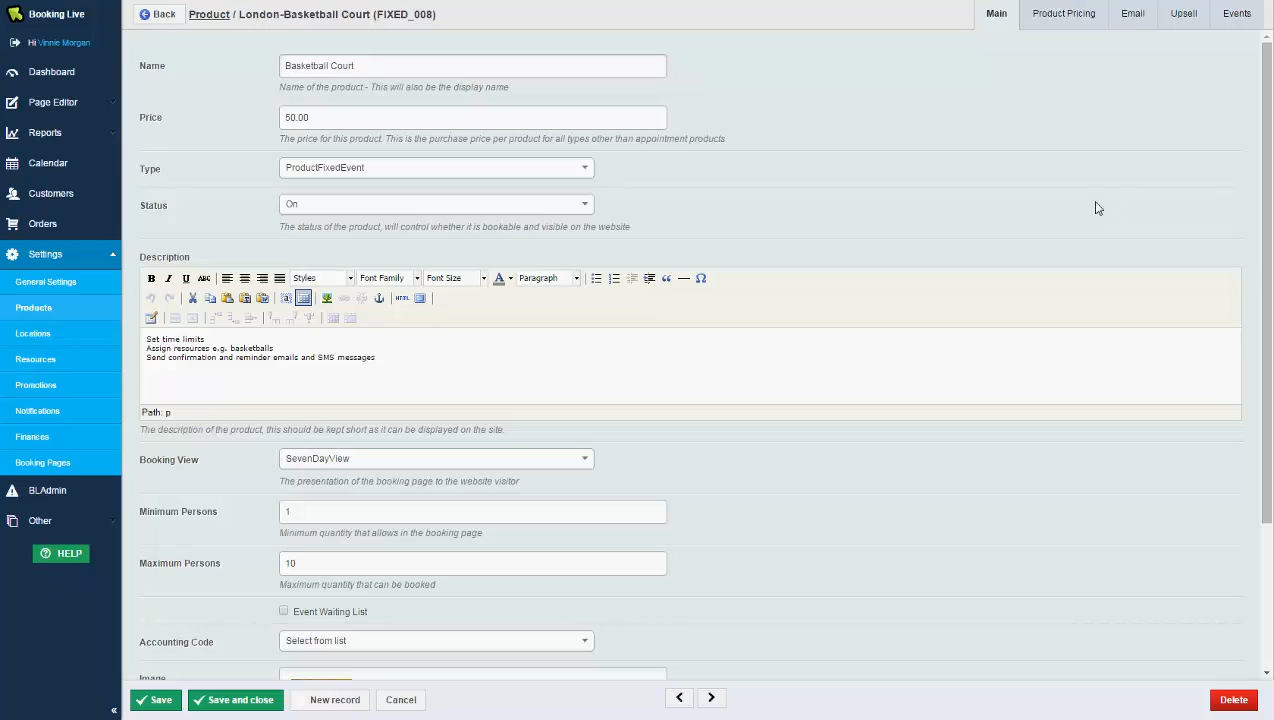 Booking Live
Hi Vinnie Morgan
Dashboard
Page Editor
Reports
Calendar
Customers
Orders
Settings
General Settings
Products
Locations
Resources
Promotions
Notifications
Finances
Booking Pages
BLAdmin
Other
HELP
«
Back
Product / London-Basketball Court (FIXED_008)
Main
Product Pricing
Email
Upsell
Events
Name
Basketball Court
Name of the product - This will also be the display name
Price
50.00
The price for this product. This is the purchase price per product for all types other than appointment products
Type
ProductFixedEvent
Status
On
The status of the product, will control whether it is bookable and visible on the website
Description
B I U ABC Styles Font Family Font Size A Paragraph “ — Ω
HTML
Set time limits
Assign resources e.g. basketballs
Send confirmation and reminder emails and SMS messages
Path: p
The description of the product, this should be kept short as it can be displayed on the site.
Booking View
SevenDayView
The presentation of the booking page to the website visitor
Minimum Persons
1
Minimum quantity that allows in the booking page
Maximum Persons
10
Maximum quantity that can be booked
Event Waiting List
Accounting Code
Select from list
Image
Save
Save and close
New record
Cancel
Delete